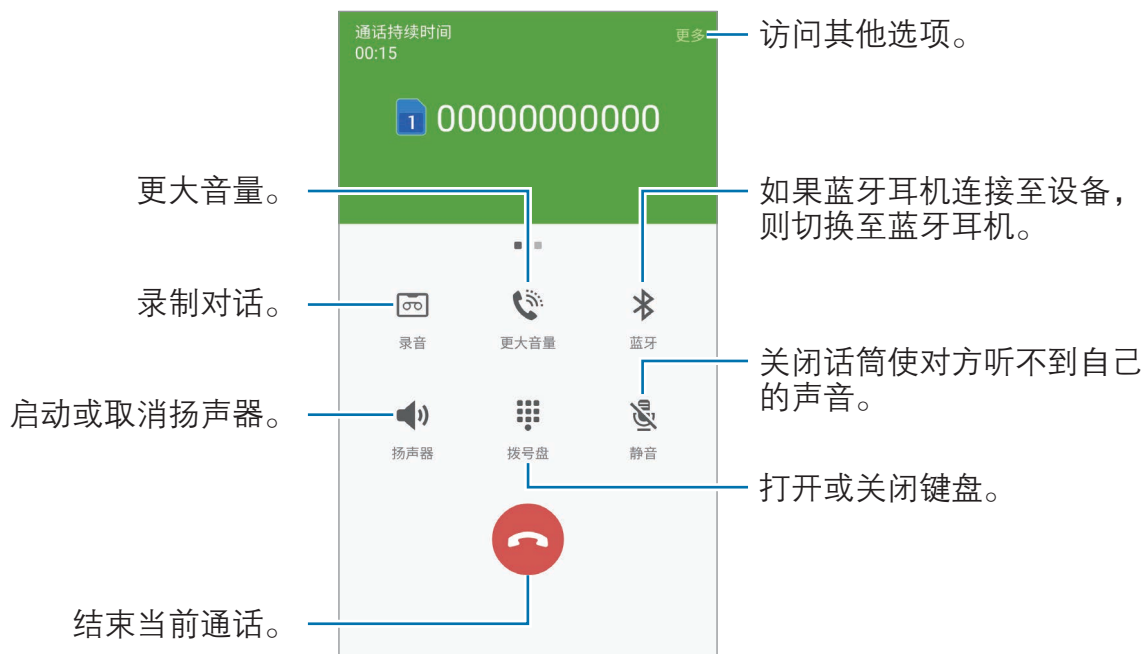 通话持续时间
00:15
更多
访问其他选项。
1
00000000000
更大音量。
如果蓝牙耳机连接至设备，
则切换至蓝牙耳机。
录制对话。
录音
更大音量
蓝牙
关闭话筒使对方听不到自己
的声音。
启动或取消扬声器。
扬声器
拨号盘
静音
打开或关闭键盘。
结束当前通话。